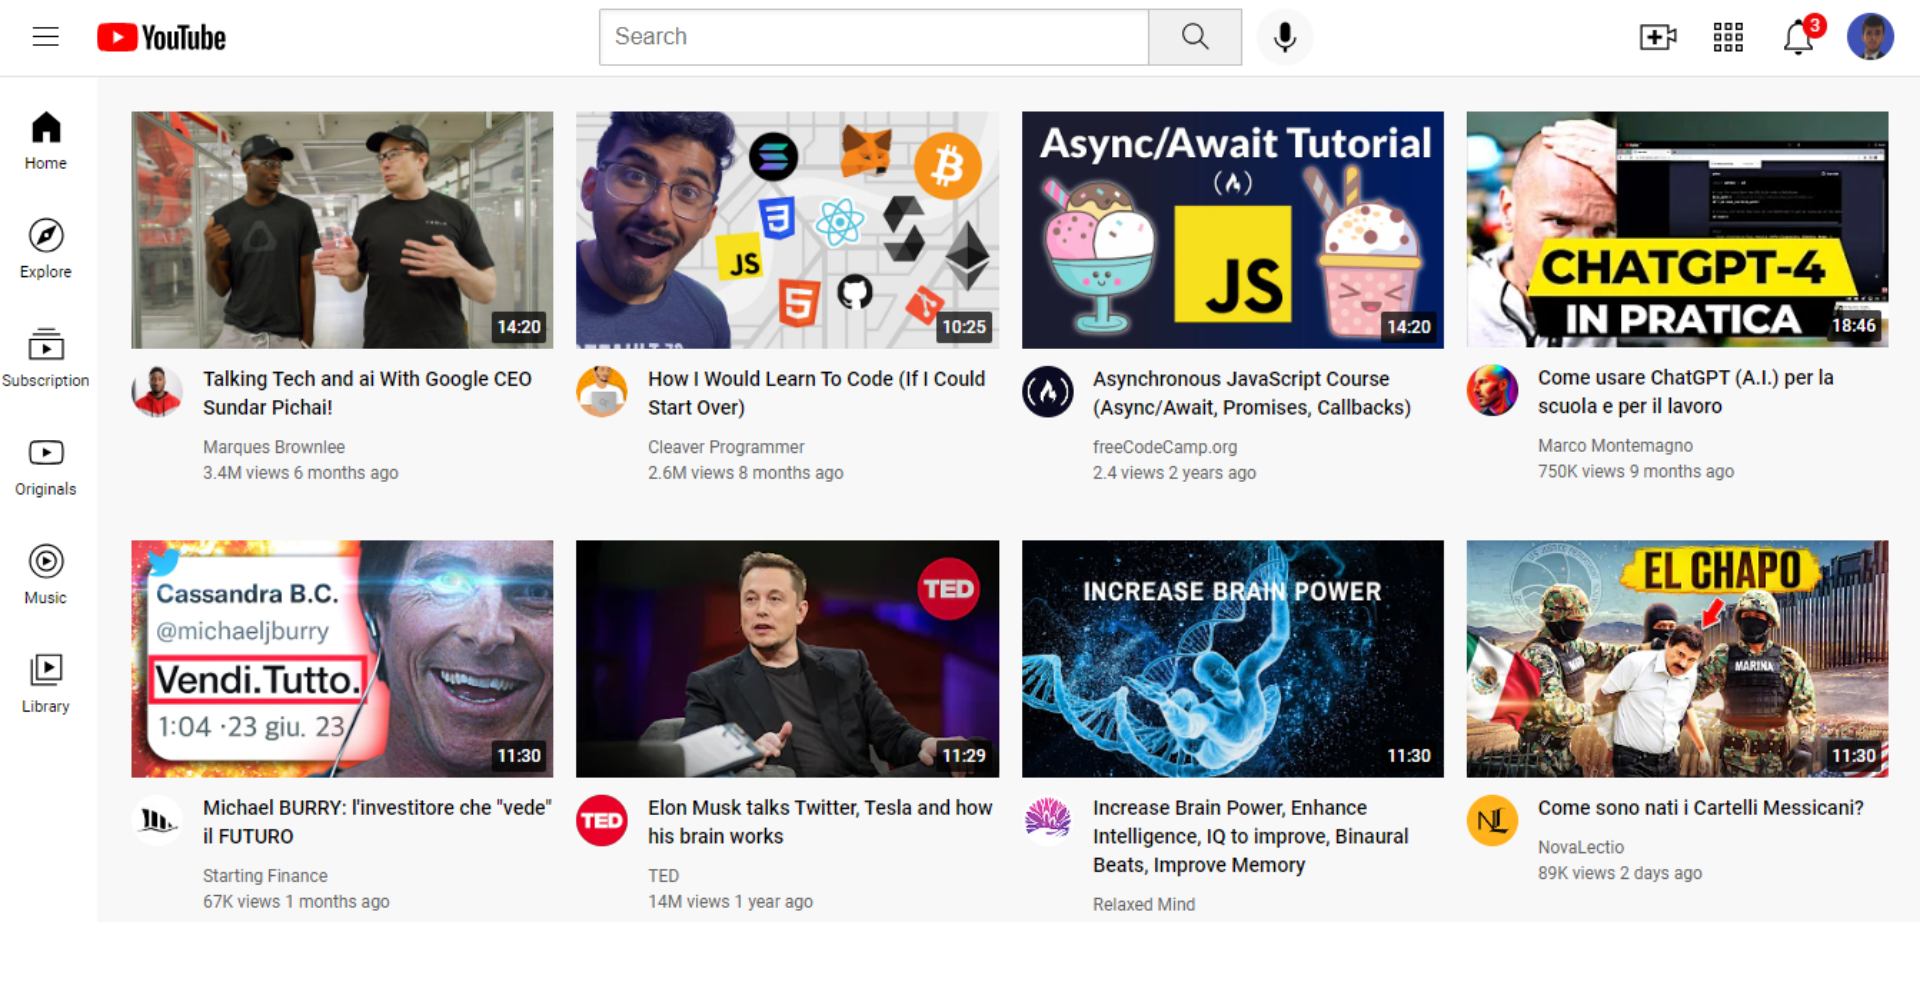 YouTube
Search
3
Home
Explore
Subscription
Originals
Music
Library
14:20
Talking Tech and ai With Google CEO
Sundar Pichai!
Marques Brownlee
3.4M views 6 months ago
JS
10:25
How I Would Learn To Code (If I Could
Start Over)
Cleaver Programmer
2.6M views 8 months ago
Async/Await Tutorial
JS
14:20
Asynchronous JavaScript Course
(Async/Await, Promises, Callbacks)
freeCodeCamp.org
2.4 views 2 years ago
CHATGPT-4
IN PRATICA
18:46
Come usare ChatGPT (A.I.) per la
scuola e per il lavoro
Marco Montemagno
750K views 9 months ago
Cassandra B.C.
@michaeljburry
Vendi.Tutto.
1:04 · 23 giu. 23
11:30
Michael BURRY: l'investitore che "vede"
il FUTURO
Starting Finance
67K views 1 months ago
TED
11:29
TED
Elon Musk talks Twitter, Tesla and how
his brain works
TED
14M views 1 year ago
INCREASE BRAIN POWER
11:30
Increase Brain Power, Enhance
Intelligence, IQ to improve, Binaural
Beats, Improve Memory
Relaxed Mind
EL CHAPO
MARINA
11:30
NL
Come sono nati i Cartelli Messicani?
NovaLectio
89K views 2 days ago